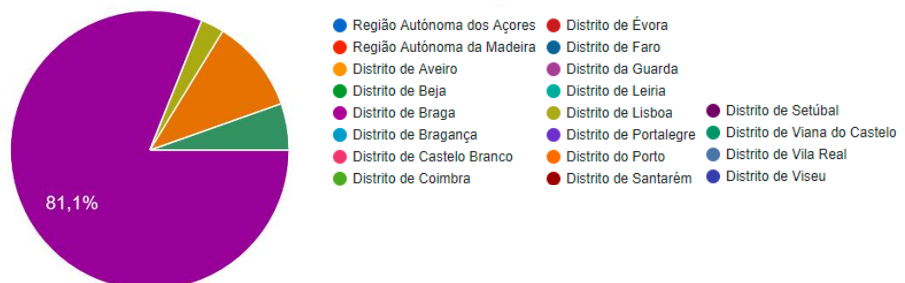 81,1%
Região Autónoma dos Açores
Região Autónoma da Madeira
Distrito de Aveiro
Distrito de Beja
Distrito de Braga
Distrito de Bragança
Distrito de Castelo Branco
Distrito de Coimbra
Distrito de Évora
Distrito de Faro
Distrito da Guarda
Distrito de Leiria
Distrito de Lisboa
Distrito de Portalegre
Distrito do Porto
Distrito de Santarém
Distrito de Setúbal
Distrito de Viana do Castelo
Distrito de Vila Real
Distrito de Viseu